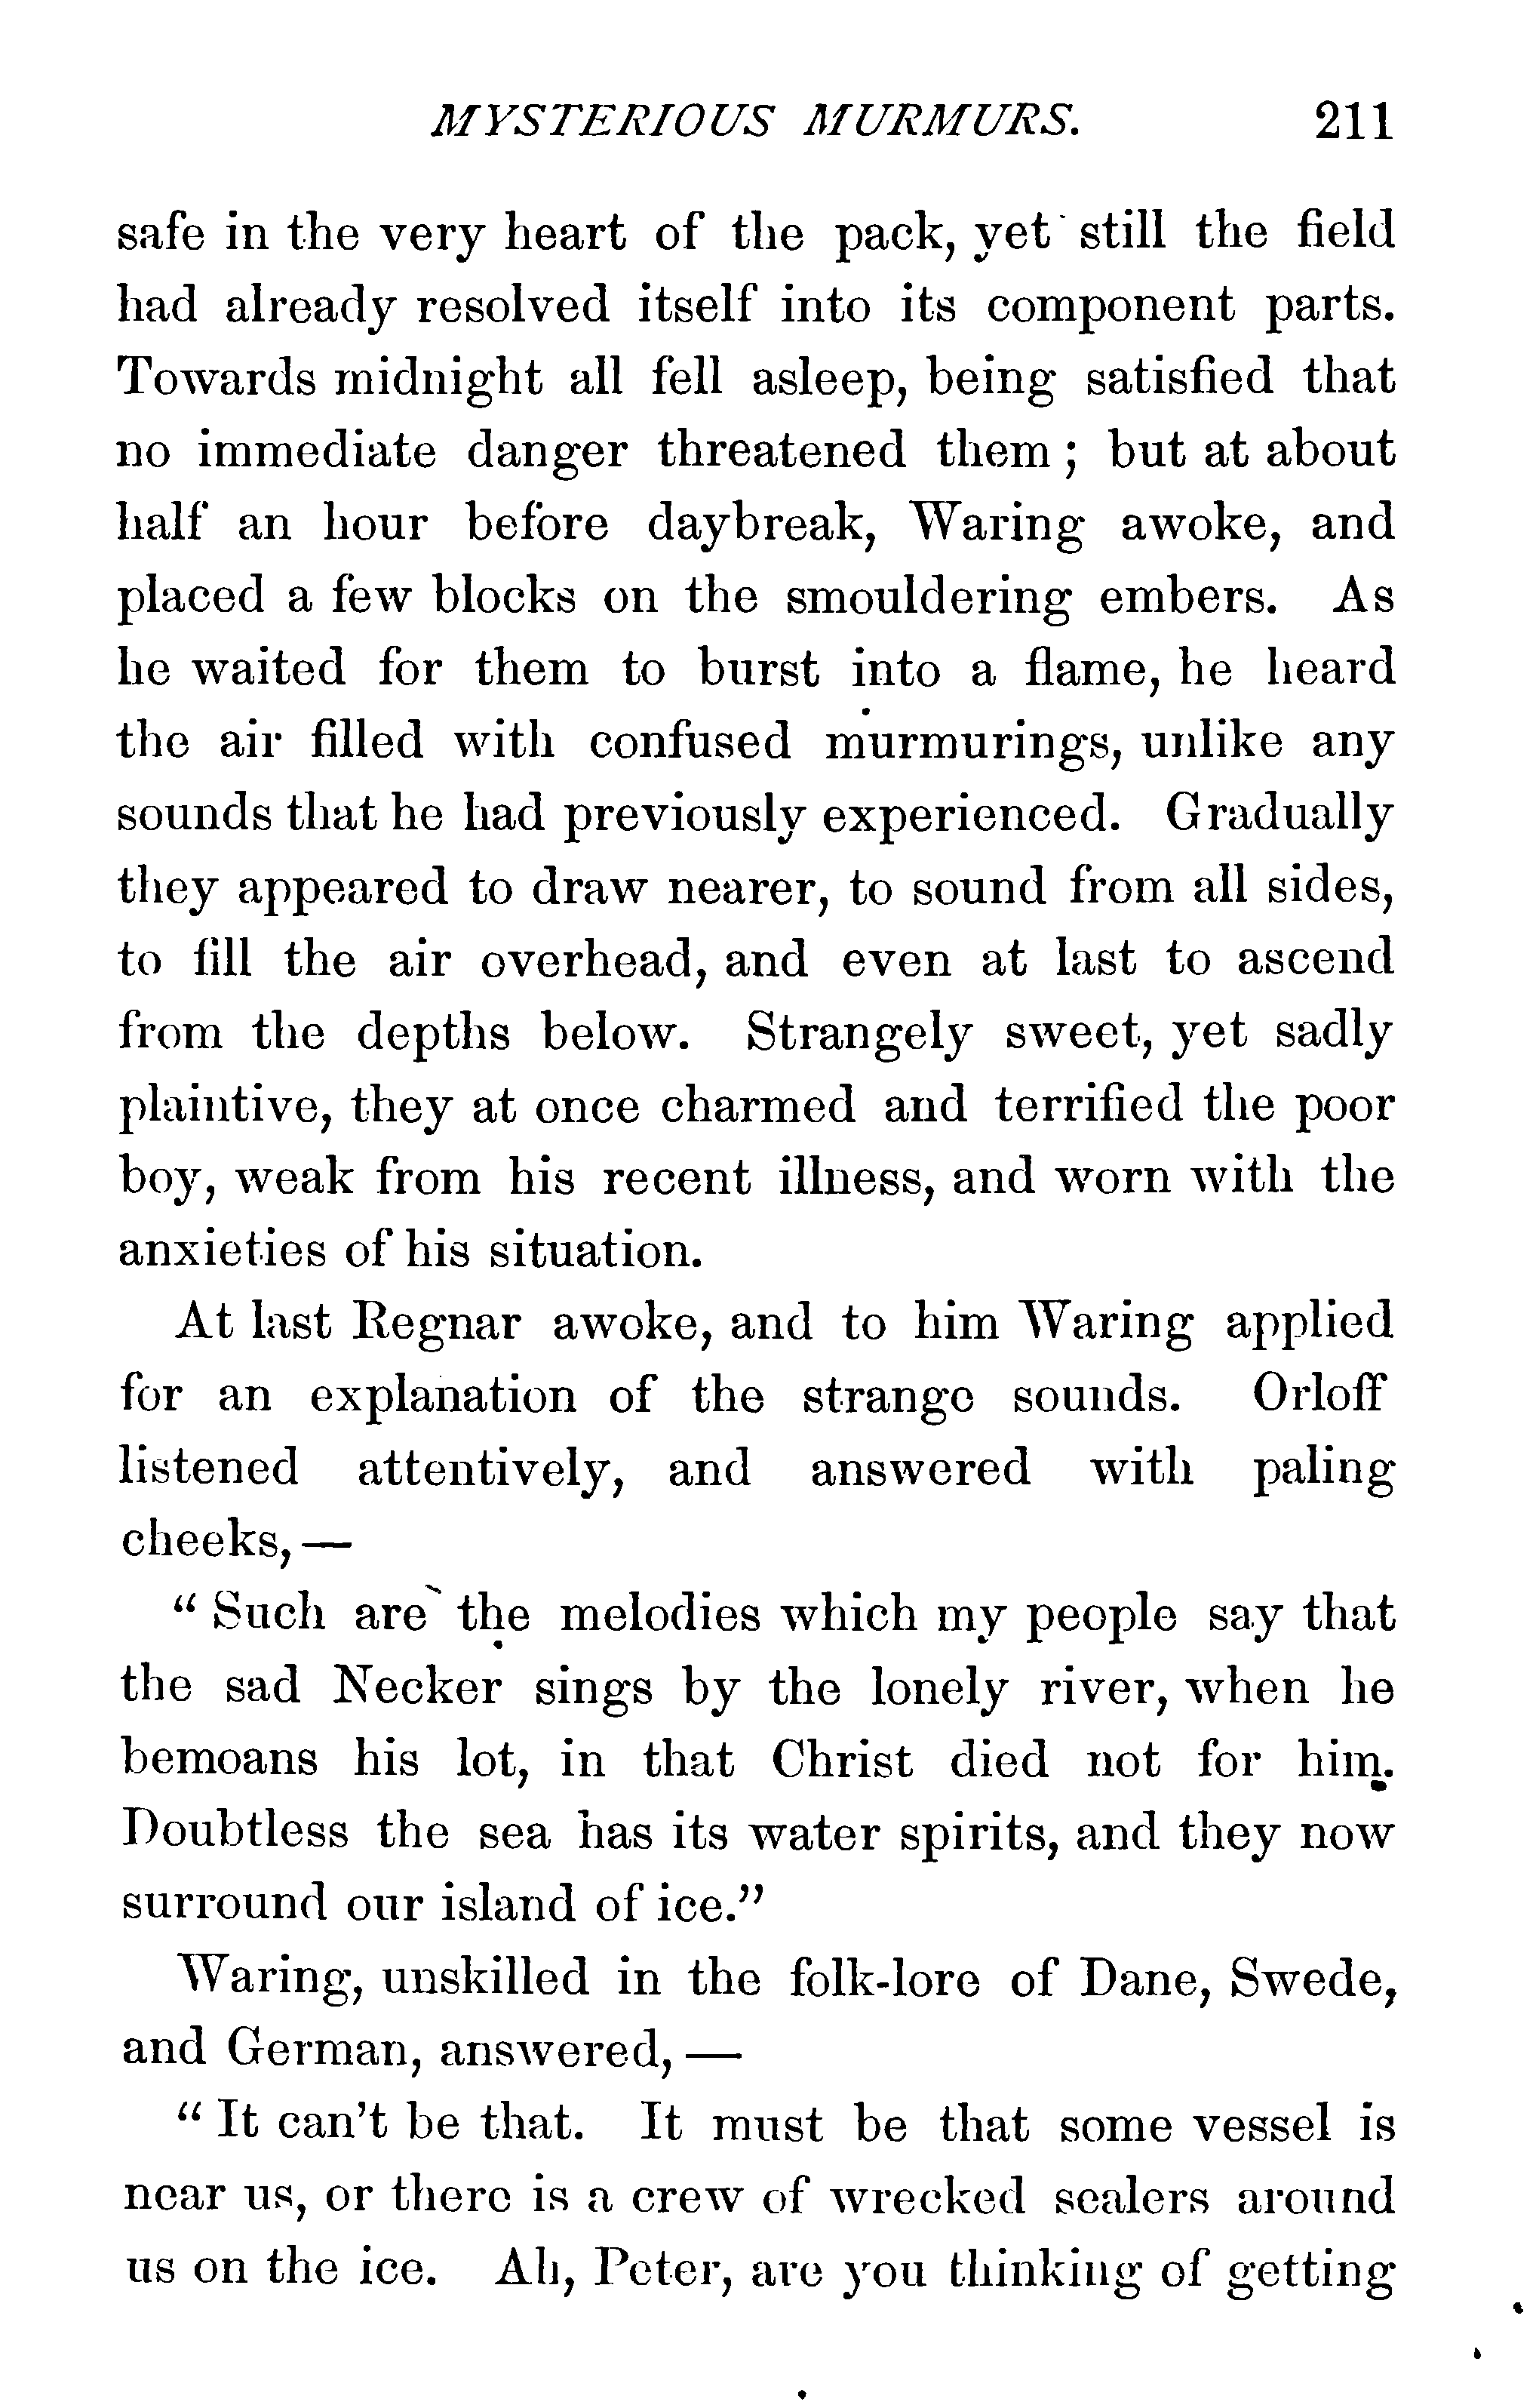 MYSTERIOUS MURMURS. 211
safe in the very heart of the pack, yet still the field
had already resolved itself into its component parts.
Towards midnight all fell asleep, being satisfied that
no immediate danger threatened them ; but at about
half an hour before daybreak, Waring awoke, and
placed a few blocks on the smouldering embers. As
he waited for them to burst into a flame, he heard
the air filled with confused murmurings, unlike any
sounds that he had previously experienced. Gradually
they appeared to draw nearer, to sound from all sides,
to fill the air overhead, and even at last to ascend
from the depths below. Strangely sweet, yet sadly
plaintive, they at once charmed and terrified the poor
boy, weak from his recent illness, and worn with the
anxieties of his situation.
At last Regnar awoke, and to him Waring applied
for an explanation of the strange sounds. Orloff
listened attentively, and answered with paling
cheeks, —
“ Such are the melodies which my people say that
the sad Necker sings by the lonely river, when he
bemoans his lot, in that Christ died not for him.
Doubtless the sea has its water spirits, and they now
surround our island of ice.”
Waring, unskilled in the folk-lore of Dane, Swede,
and German, answered, —
“ It can't be that. It must be that some vessel is
near us, or there is a crew of wrecked sealers around
us on the ice. Ah, Peter, are you thinking of getting